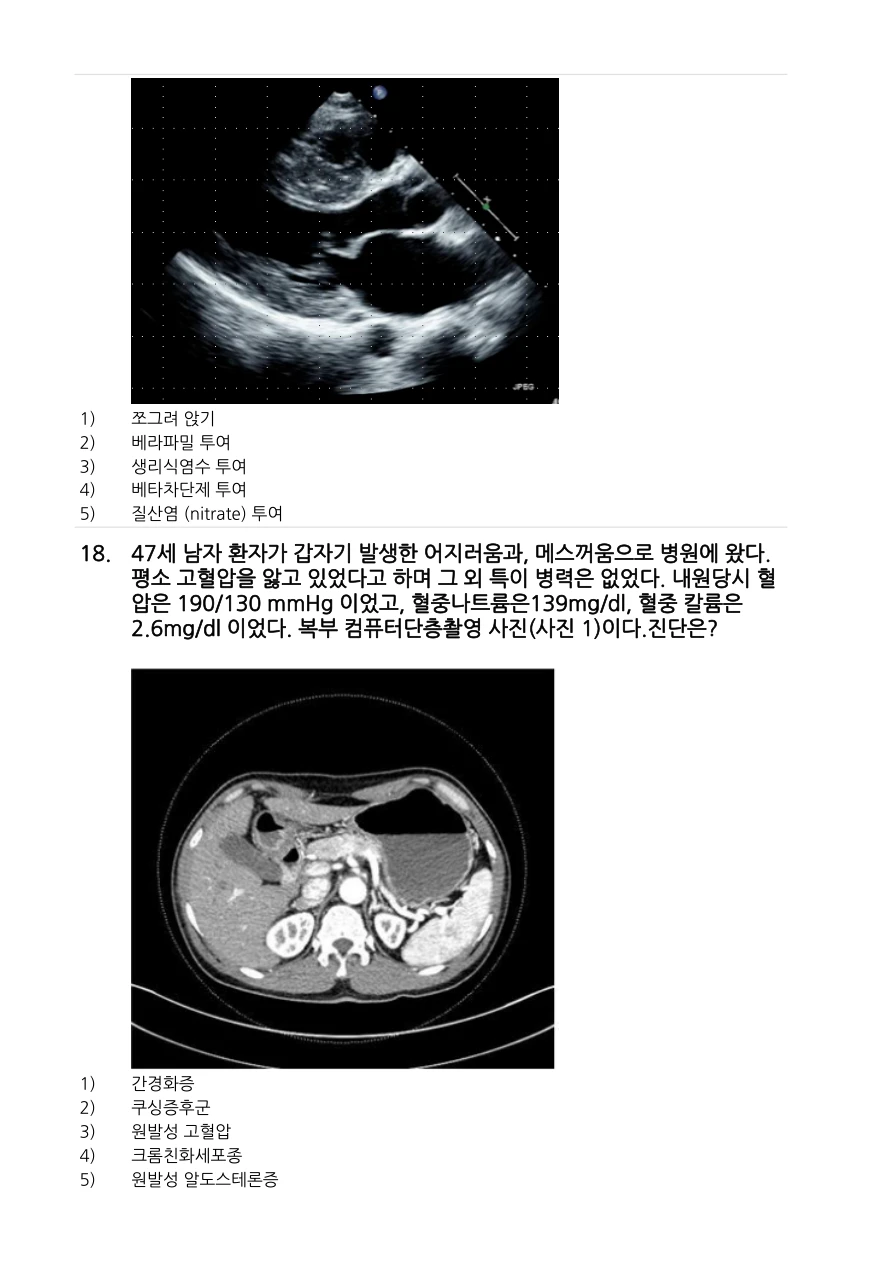 JPEG
1) 쪼그려 앉기
2) 베라파밀 투여
3) 생리식염수 투여
4) 베타차단제 투여
5) 질산염 (nitrate) 투여
18. 47세 남자 환자가 갑자기 발생한 어지러움과, 메스꺼움으로 병원에 왔다.
평소 고혈압을 앓고 있었다고 하며 그 외 특이 병력은 없었다. 내원당시 혈
압은 190/130 mmHg 이었고, 혈중나트륨은139mg/dl, 혈중 칼륨은
2.6mg/dl 이었다. 복부 컴퓨터단층촬영 사진(사진 1)이다.진단은?
1) 간경화증
2) 쿠싱증후군
3) 원발성 고혈압
4) 크롬친화세포종
5) 원발성 알도스테론증